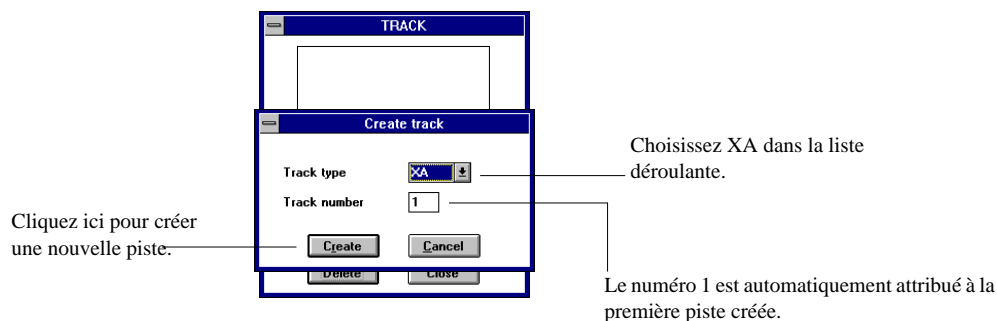 TRACK
Create track
Track type
XA
Track number
1
Create
Cancel
Delete
Close
Choisissez XA dans la liste
déroulante.
Cliquez ici pour créer
une nouvelle piste.
Le numéro 1 est automatiquement attribué à la
première piste créée.